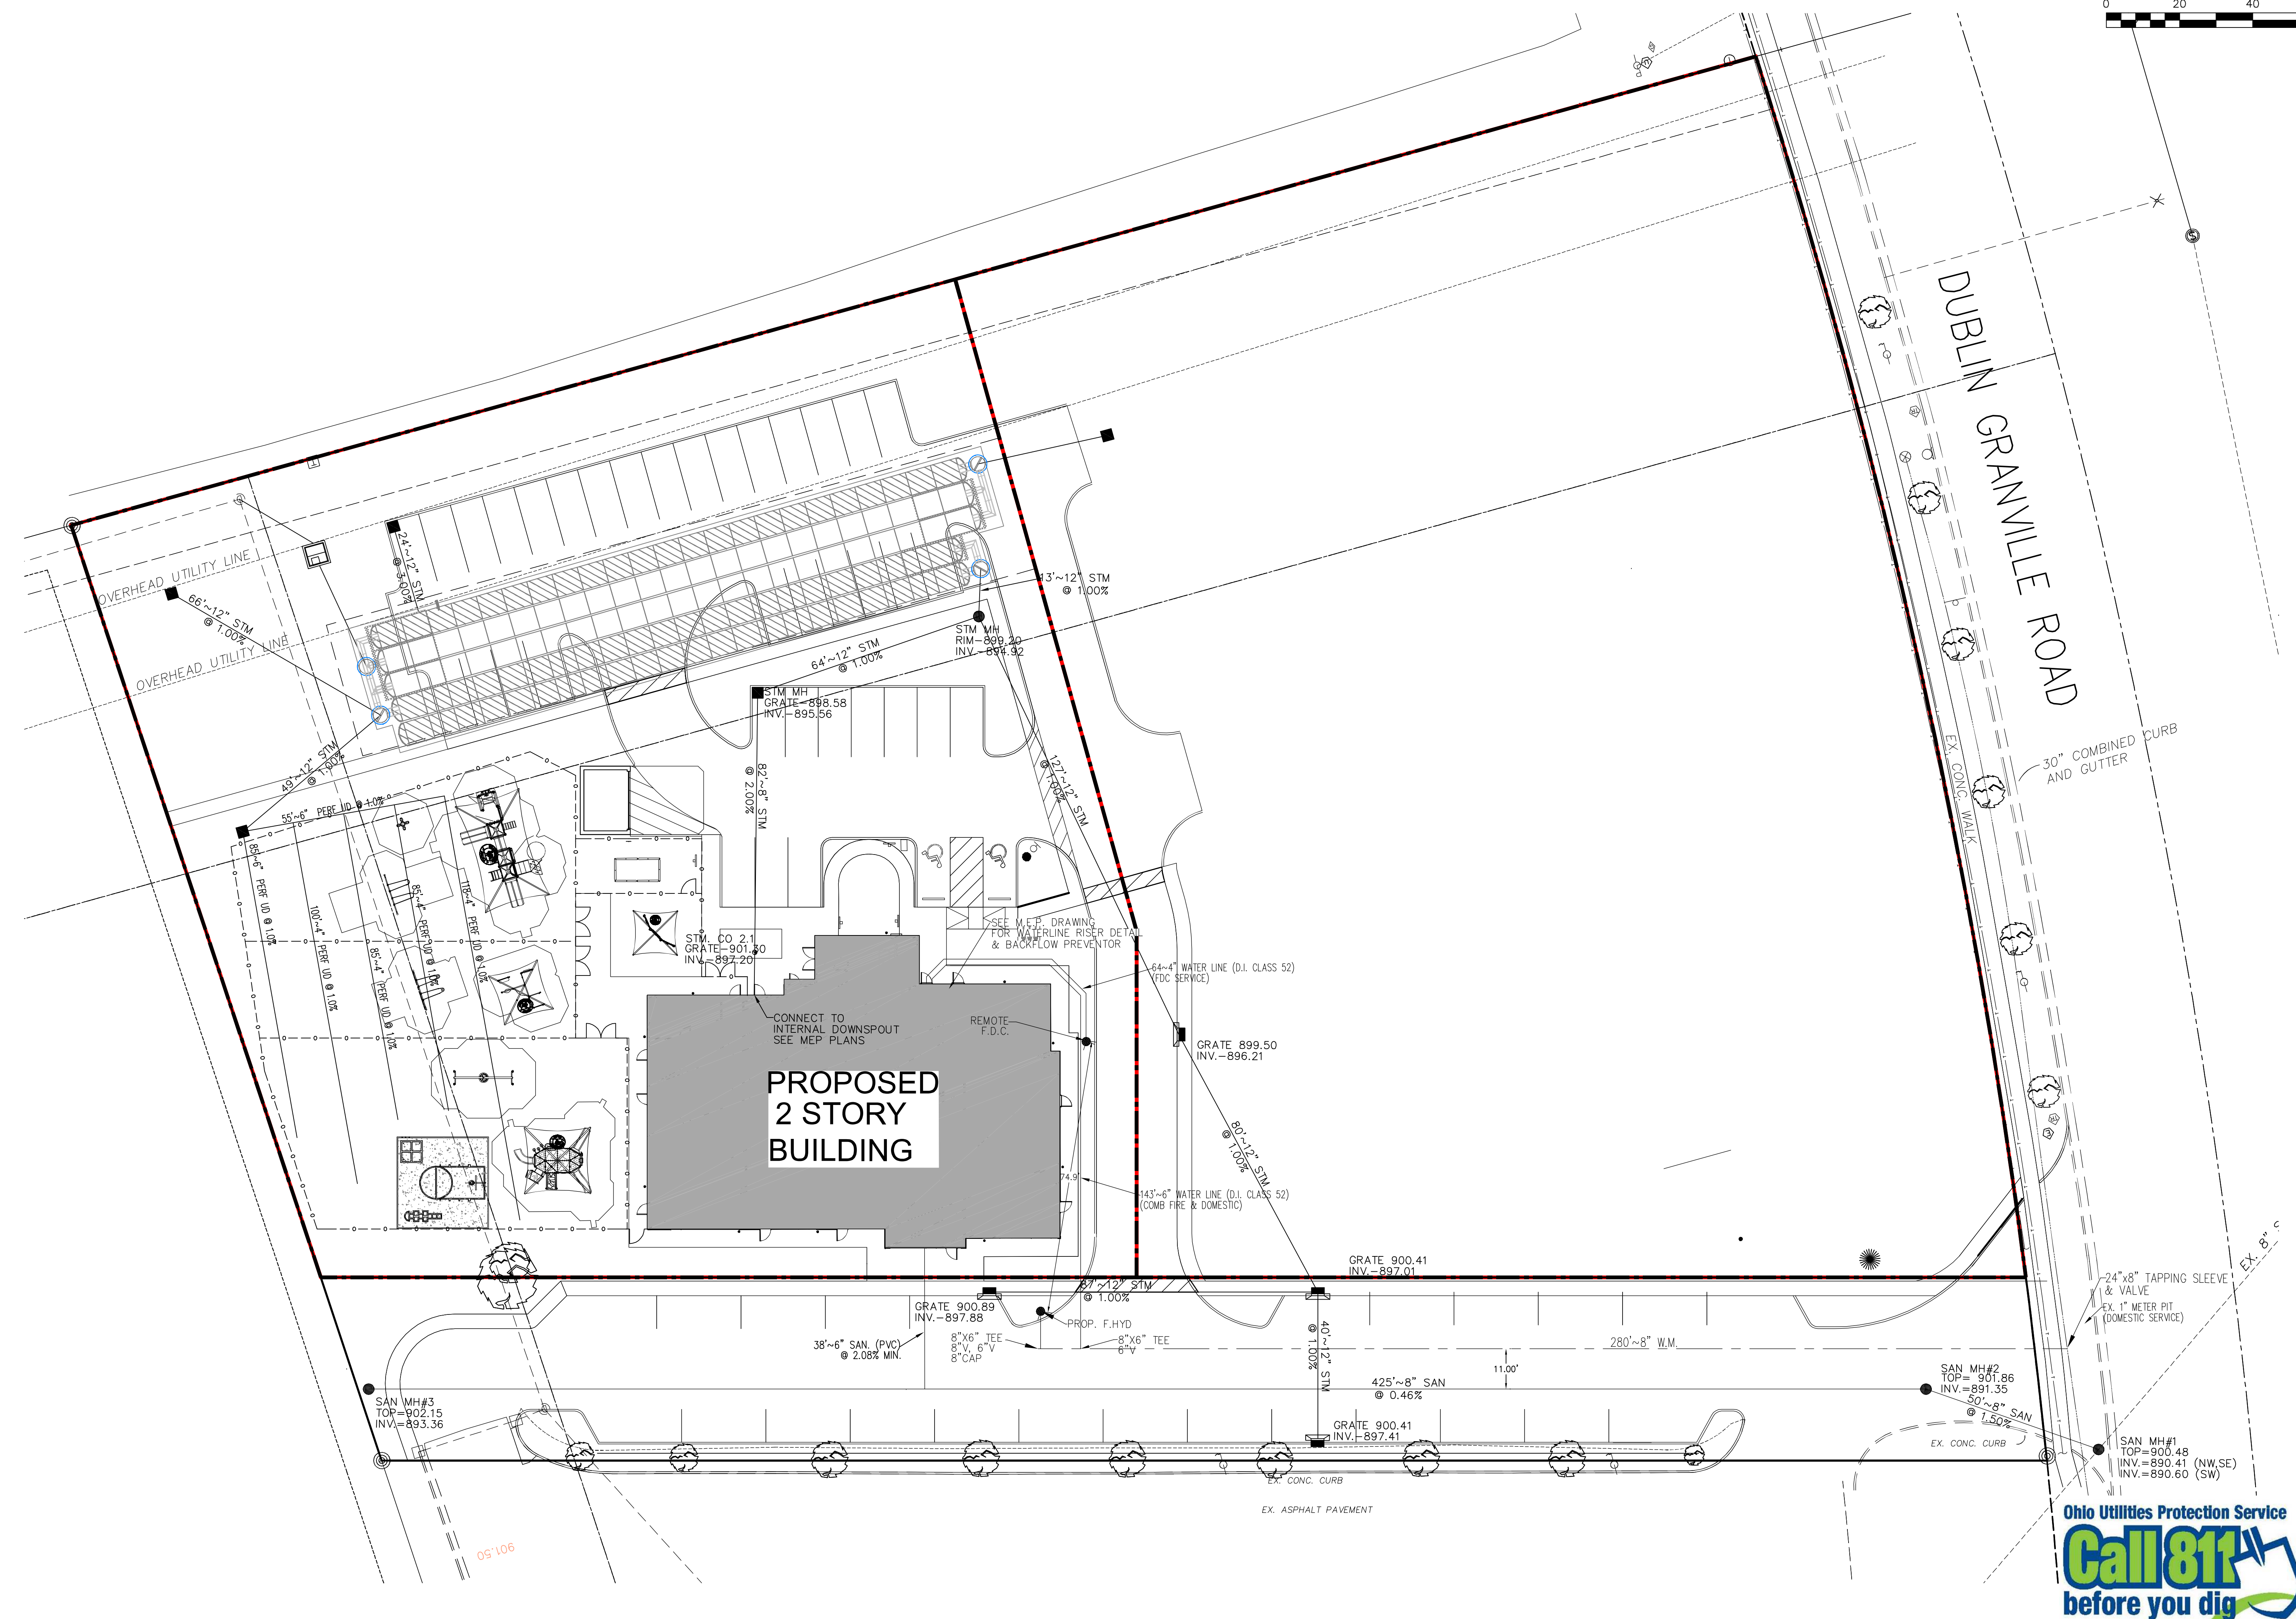 0 20 40
DUBLIN GRANVILLE ROAD
OVERHEAD UTILITY LINE
OVERHEAD UTILITY LINE
24'~12" STM
@ 3.00%
66'~12" STM
@ 1.00%
13'~12" STM
@ 1.00%
STM MH
RIM-899.20
INV.-894.92
64'~12" STM
@ 1.00%
STM MH
GRATE-898.58
INV.-895.56
49'~12" STM
@ 1.00%
55'~6" PERF UD @ 1.0%
82'~8" STM
@ 2.00%
127'~12" STM
@ 1.00%
30" COMBINED CURB
AND GUTTER
EX. CONC. WALK
85'~6" PERF UD @ 1.0%
100'~4" PERF UD @ 1.0%
85'~4" PERF UD @ 1.0%
85'~4" PERF UD @ 1.0%
118'~4" PERF UD @ 1.0%
STM. CO 2.1
GRATE-901.30
INV.-897.20
SEE M.E.P. DRAWING
FOR WATERLINE RISER DETAIL
& BACKFLOW PREVENTOR
64~4" WATER LINE (D.I. CLASS 52)
(FDC SERVICE)
CONNECT TO
INTERNAL DOWNSPOUT
SEE MEP PLANS
REMOTE
F.D.C.
GRATE 899.50
INV.-896.21
PROPOSED
2 STORY
BUILDING
74.9'
80'~12" STM
@ 1.00%
143'~6" WATER LINE (D.I. CLASS 52)
(COMB FIRE & DOMESTIC)
GRATE 900.41
INV.-897.01
87'~12" STM
@ 1.00%
GRATE 900.89
INV.-897.88
PROP. F.HYD
38'~6" SAN. (PVC)
@ 2.08% MIN.
8"X6" TEE
8"V, 6"V
8"CAP
8"X6" TEE
6"V
40'~12" STM
@ 1.00%
280'~8" W.M.
11.00'
425'~8" SAN
@ 0.46%
EX. 8"
24"x8" TAPPING SLEEVE
& VALVE
EX. 1" METER PIT
(DOMESTIC SERVICE)
SAN MH#2
TOP= 901.86
INV.=891.35
50'~8" SAN
@ 1.50%
SAN MH#3
TOP=902.15
INV.=893.36
GRATE 900.41
INV.-897.41
EX. CONC. CURB
SAN MH#1
TOP=900.48
INV.=890.41 (NW,SE)
INV.=890.60 (SW)
EX. CONC. CURB
EX. ASPHALT PAVEMENT
901.50
Ohio Utilities Protection Service
Call 811
before you dig